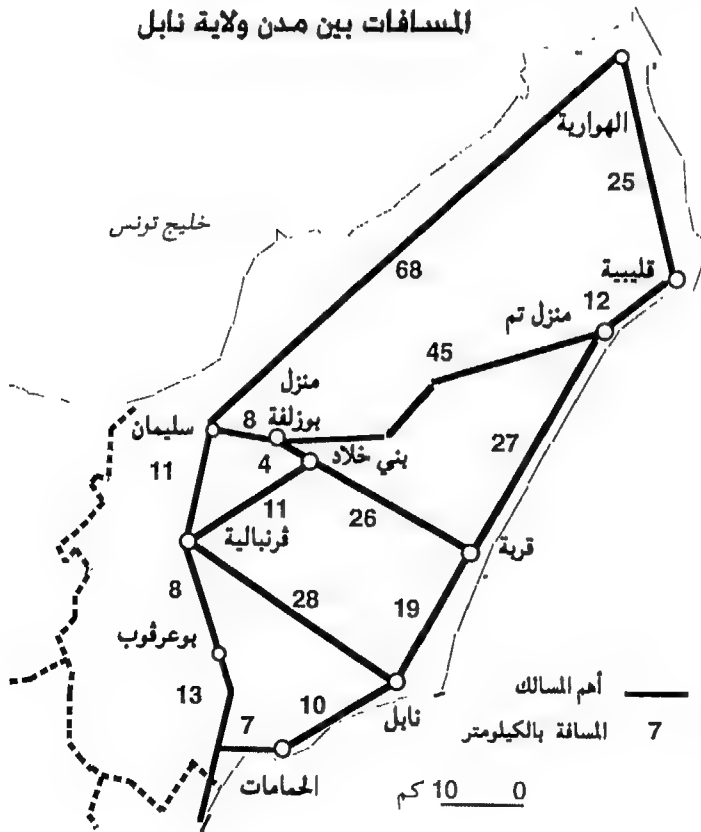 المسافات بين مدن ولاية نابل
الهوارية
25
خليج تونس
68
قليبية
12
منزل تم
45
منزل
بوزلفة
8
سليمان
بني خلاد
4
27
11
11
26
ڨرنبالية
قربة
8
28
19
بوعرڨوب
13
10
نابل
7
الحمامات
أهم المسالك
7 المسافة بالكيلومتر
0 10 كم